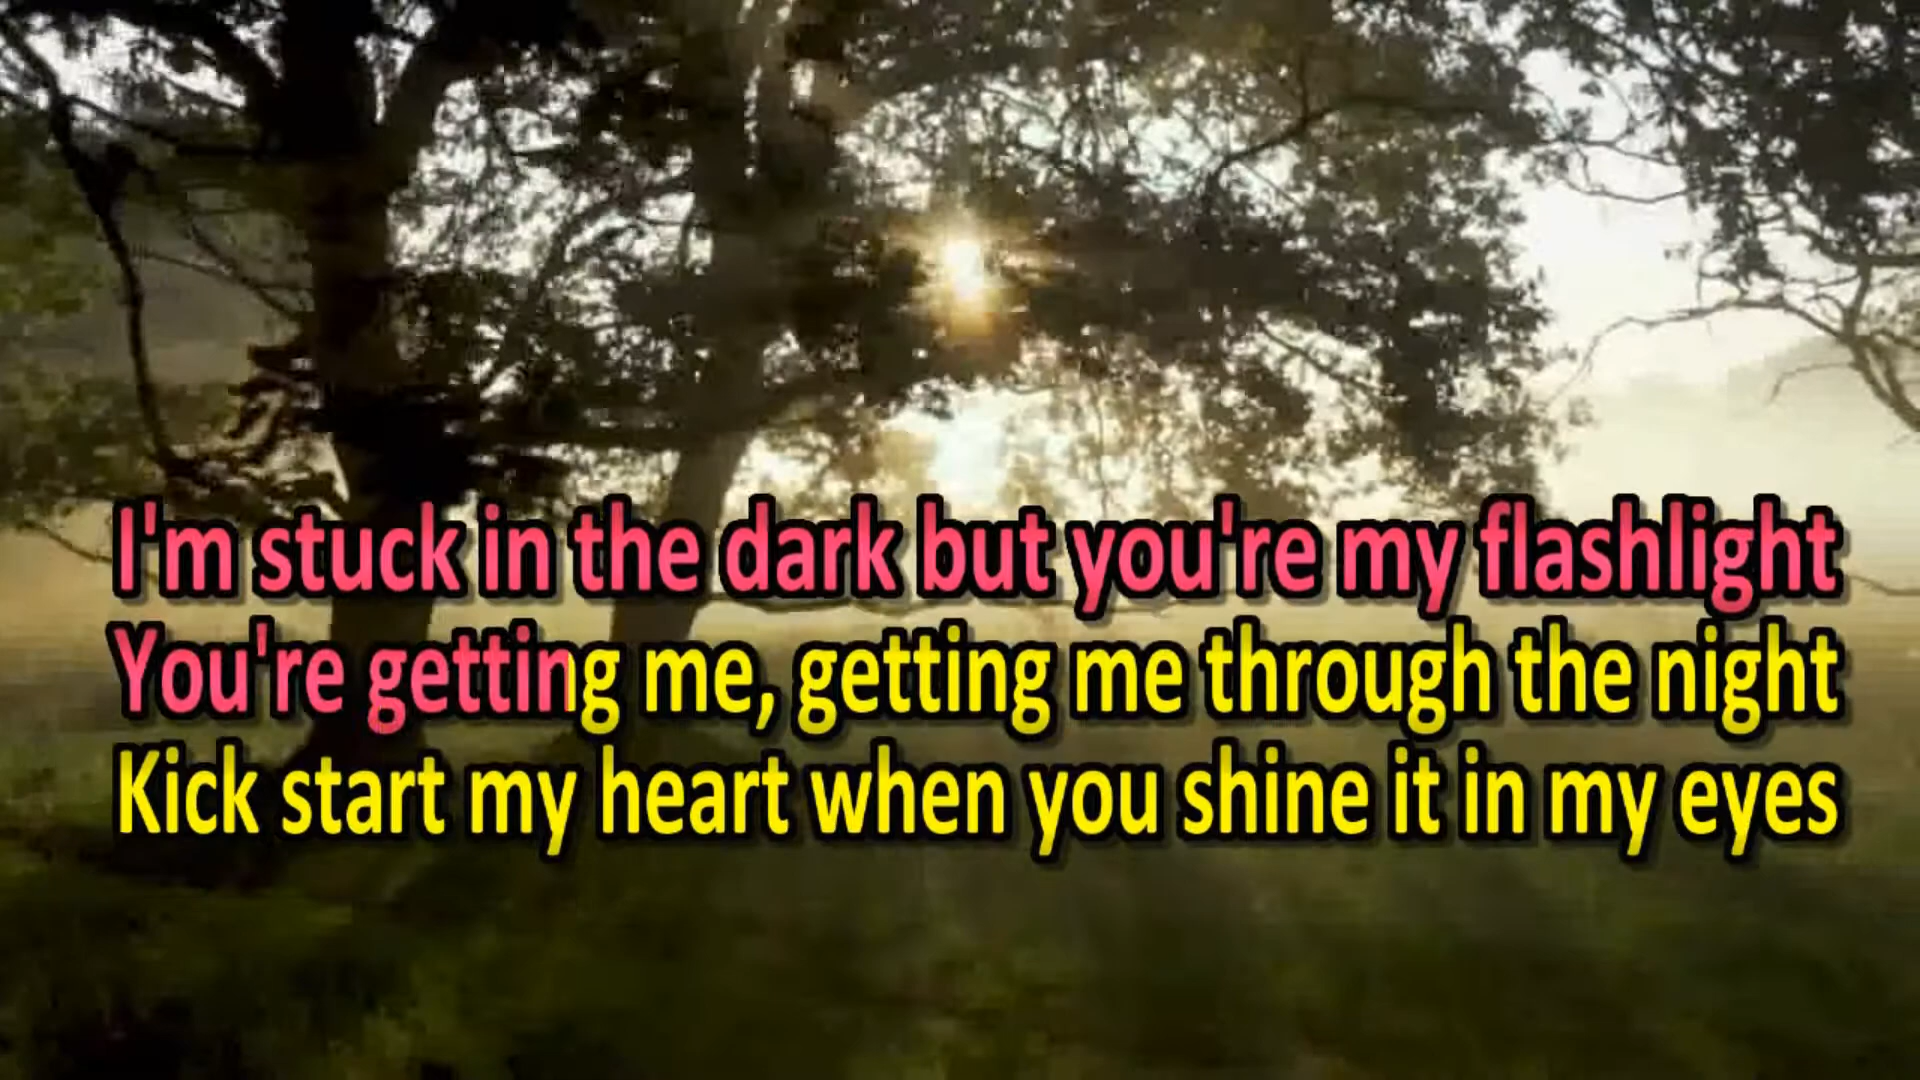 I'm stuck in the dark but you're my flashlight
You're getting me, getting me through the night
Kick start my heart when you shine it in my eyes